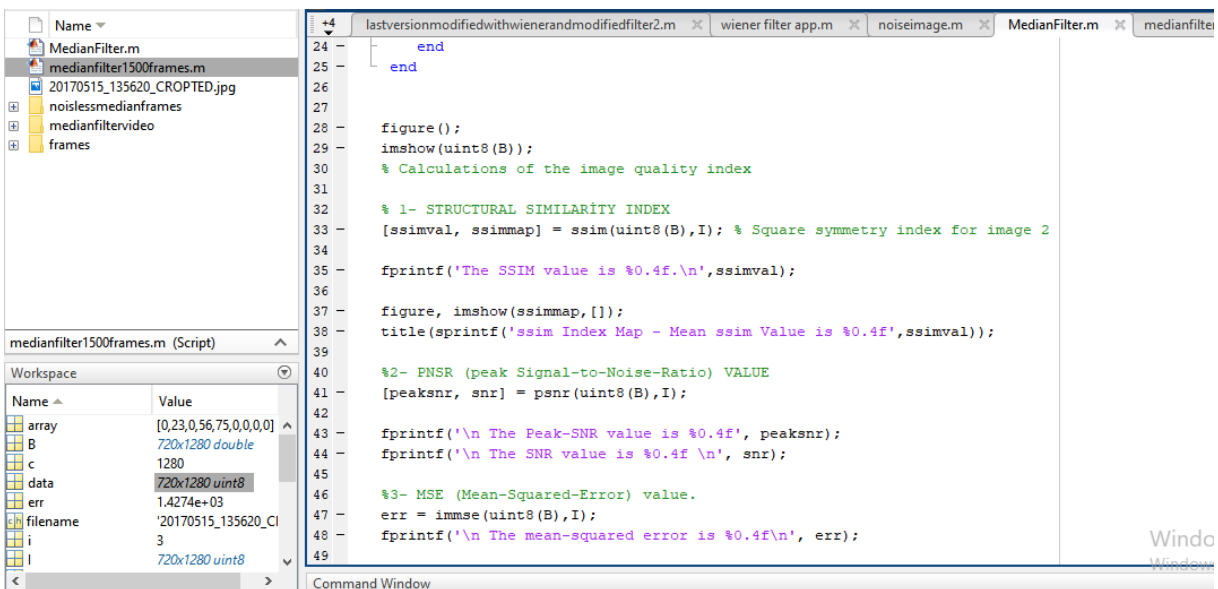 Name
MedianFilter.m
medianfilter1500frames.m
20170515_135620_CROPTED.jpg
noislessmedianframes
medianfiltervideo
frames
medianfilter1500frames.m (Script)
Workspace
Name Value
array [0,23,0,56,75,0,0,0,0]
B 720x1280 double
c 1280
data 720x1280 uint8
err 1.4274e+03
filename '20170515_135620_CI
i 3
I 720x1280 uint8
+4 lastversionmodifiedwithwienerandmodifiedfilter2.m wiener filter app.m noiseimage.m MedianFilter.m medianfilter
24 end
25 end
26
27
28 figure();
29 imshow(uint8(B));
30 % Calculations of the image quality index
31
32 % 1- STRUCTURAL SIMILARİTY INDEX
33 [ssimval, ssimmap] = ssim(uint8(B),I); % Square symmetry index for image 2
34
35 fprintf('The SSIM value is %0.4f.\n',ssimval);
36
37 figure, imshow(ssimmap,[]);
38 title(sprintf('ssim Index Map - Mean ssim Value is %0.4f',ssimval));
39
40 %2- PNSR (peak Signal-to-Noise-Ratio) VALUE
41 [peaksnr, snr] = psnr(uint8(B),I);
42
43 fprintf('\n The Peak-SNR value is %0.4f', peaksnr);
44 fprintf('\n The SNR value is %0.4f \n', snr);
45
46 %3- MSE (Mean-Squared-Error) value.
47 err = immse(uint8(B),I);
48 fprintf('\n The mean-squared error is %0.4f\n', err);
49
Command Window
Windo
Windows